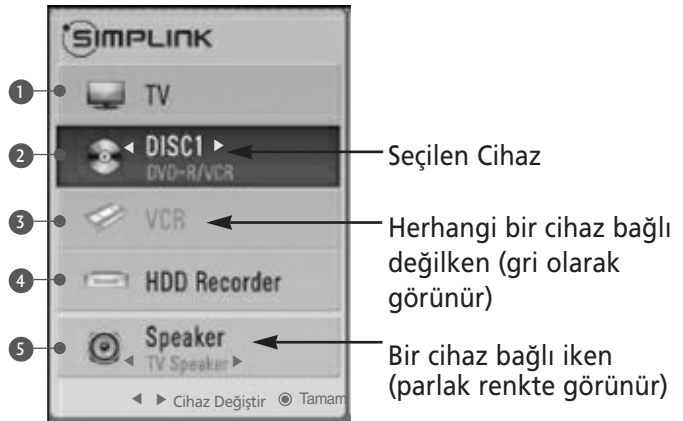 SIMPLINK
1 TV
2 DISC1
DVD-R/VCR
Seçilen Cihaz
3 VCR
Herhangi bir cihaz bağlı
değilken (gri olarak
görünür)
4 HDD Recorder
5 Speaker
TV Speaker
Bir cihaz bağlı iken
(parlak renkte görünür)
◀ ▶ Cihaz Değiştir ◉ Tamam